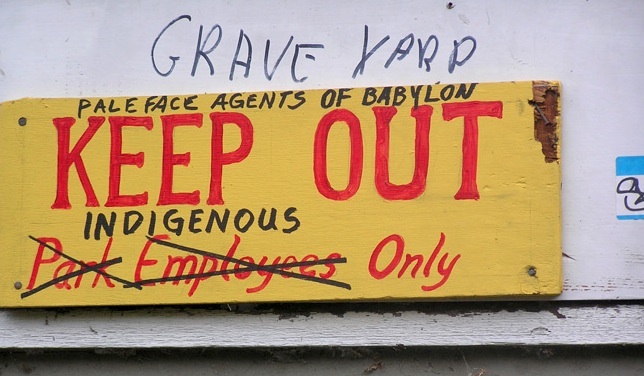 GRAVE YARD
PALEFACE AGENTS OF BABYLON
KEEP OUT
INDIGENOUS
Park Employees Only